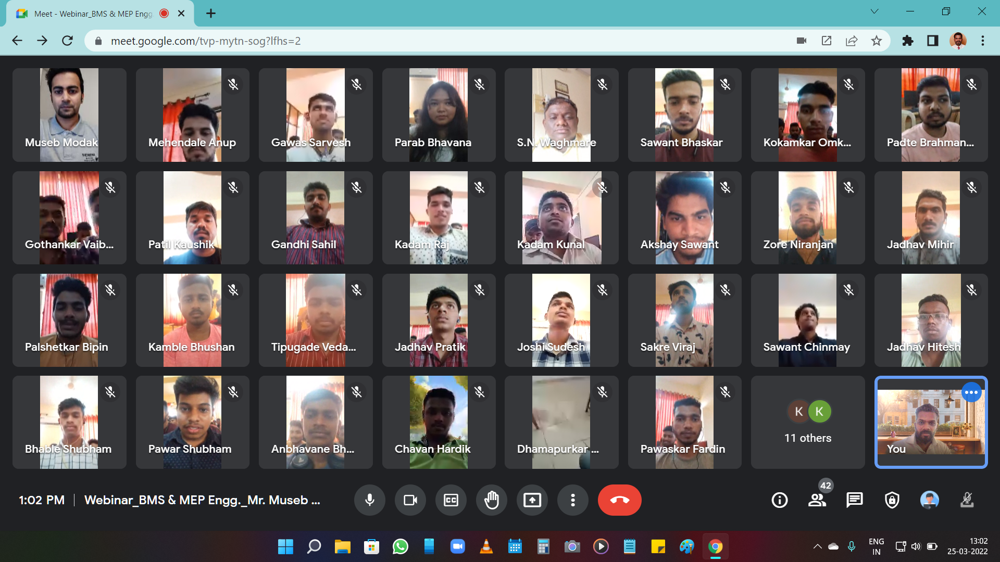 Meet - Webinar_BMS & MEP Engg
meet.google.com/tvp-mytn-sog?lfhs=2
Museb Modak
Mehendale Anup
Gawas Sarvesh
Parab Bhavana
S.N. Waghmare
Sawant Bhaskar
Kokamkar Omk...
Padte Brahman...
SIEMENS
Gothankar Vaib...
Patil Kaushik
Gandhi Sahil
Kadam Raj
Kadam Kunal
Akshay Sawant
Zore Niranjan
Jadhav Mihir
Palshetkar Bipin
Kamble Bhushan
Tipugade Veda...
Jadhav Pratik
Joshi Sudesh
Sakre Viraj
Sawant Chinmay
Jadhav Hitesh
Bhable Shubham
Pawar Shubham
Anbhavane Bh...
Chavan Hardik
Dhamapurkar ...
Pawaskar Fardin
K K
11 others
You
1:02 PM
Webinar_BMS & MEP Engg._Mr. Museb ...
CC
42
ENG
IN
13:02
25-03-2022